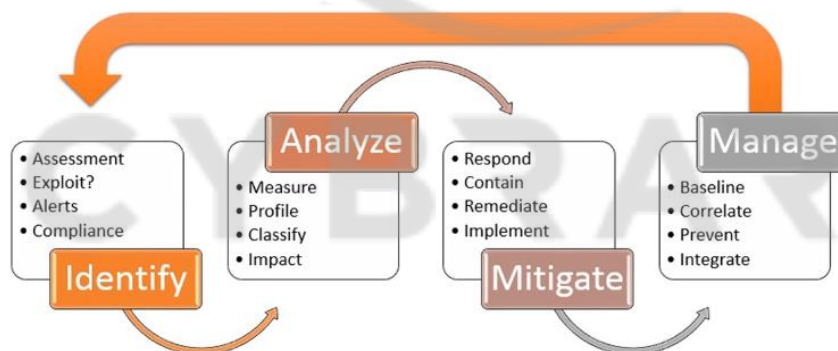 CYBRAR
• Assessment
• Exploit?
• Alerts
• Compliance
Identify
Analyze
• Measure
• Profile
• Classify
• Impact
• Respond
• Contain
• Remediate
• Implement
Mitigate
Manage
• Baseline
• Correlate
• Prevent
• Integrate